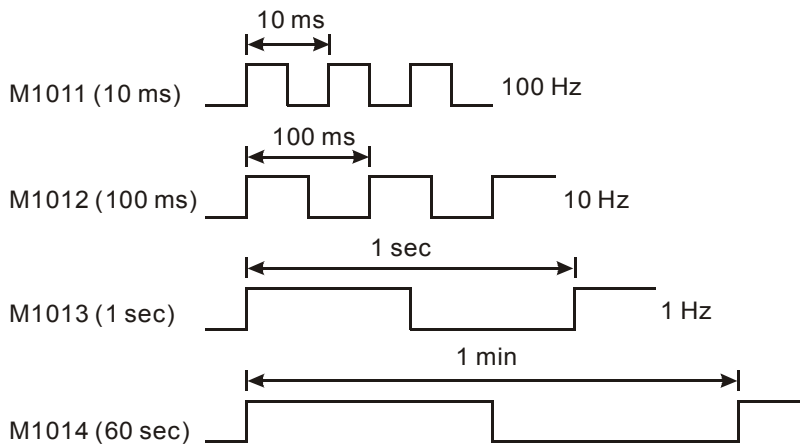 10 ms
M1011 (10 ms)
100 Hz
100 ms
M1012 (100 ms)
10 Hz
1 sec
M1013 (1 sec)
1 Hz
1 min
M1014 (60 sec)